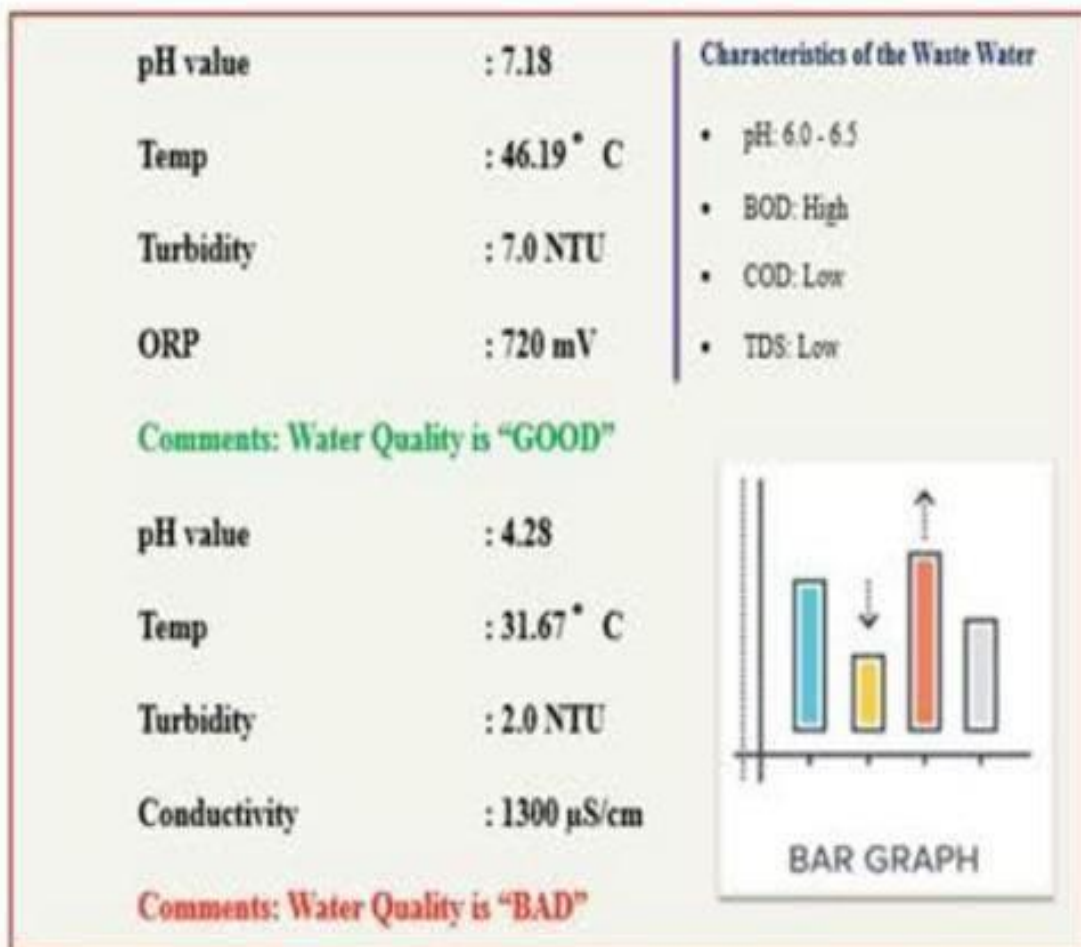 pH value : 7.18
Temp : 46.19° C
Turbidity : 7.0 NTU
ORP : 720 mV
Comments: Water Quality is “GOOD”
pH value : 4.28
Temp : 31.67° C
Turbidity : 2.0 NTU
Conductivity : 1300 µS/cm
Comments: Water Quality is “BAD”
Characteristics of the Waste Water
• pH: 6.0 - 6.5
• BOD: High
• COD: Low
• TDS: Low
BAR GRAPH